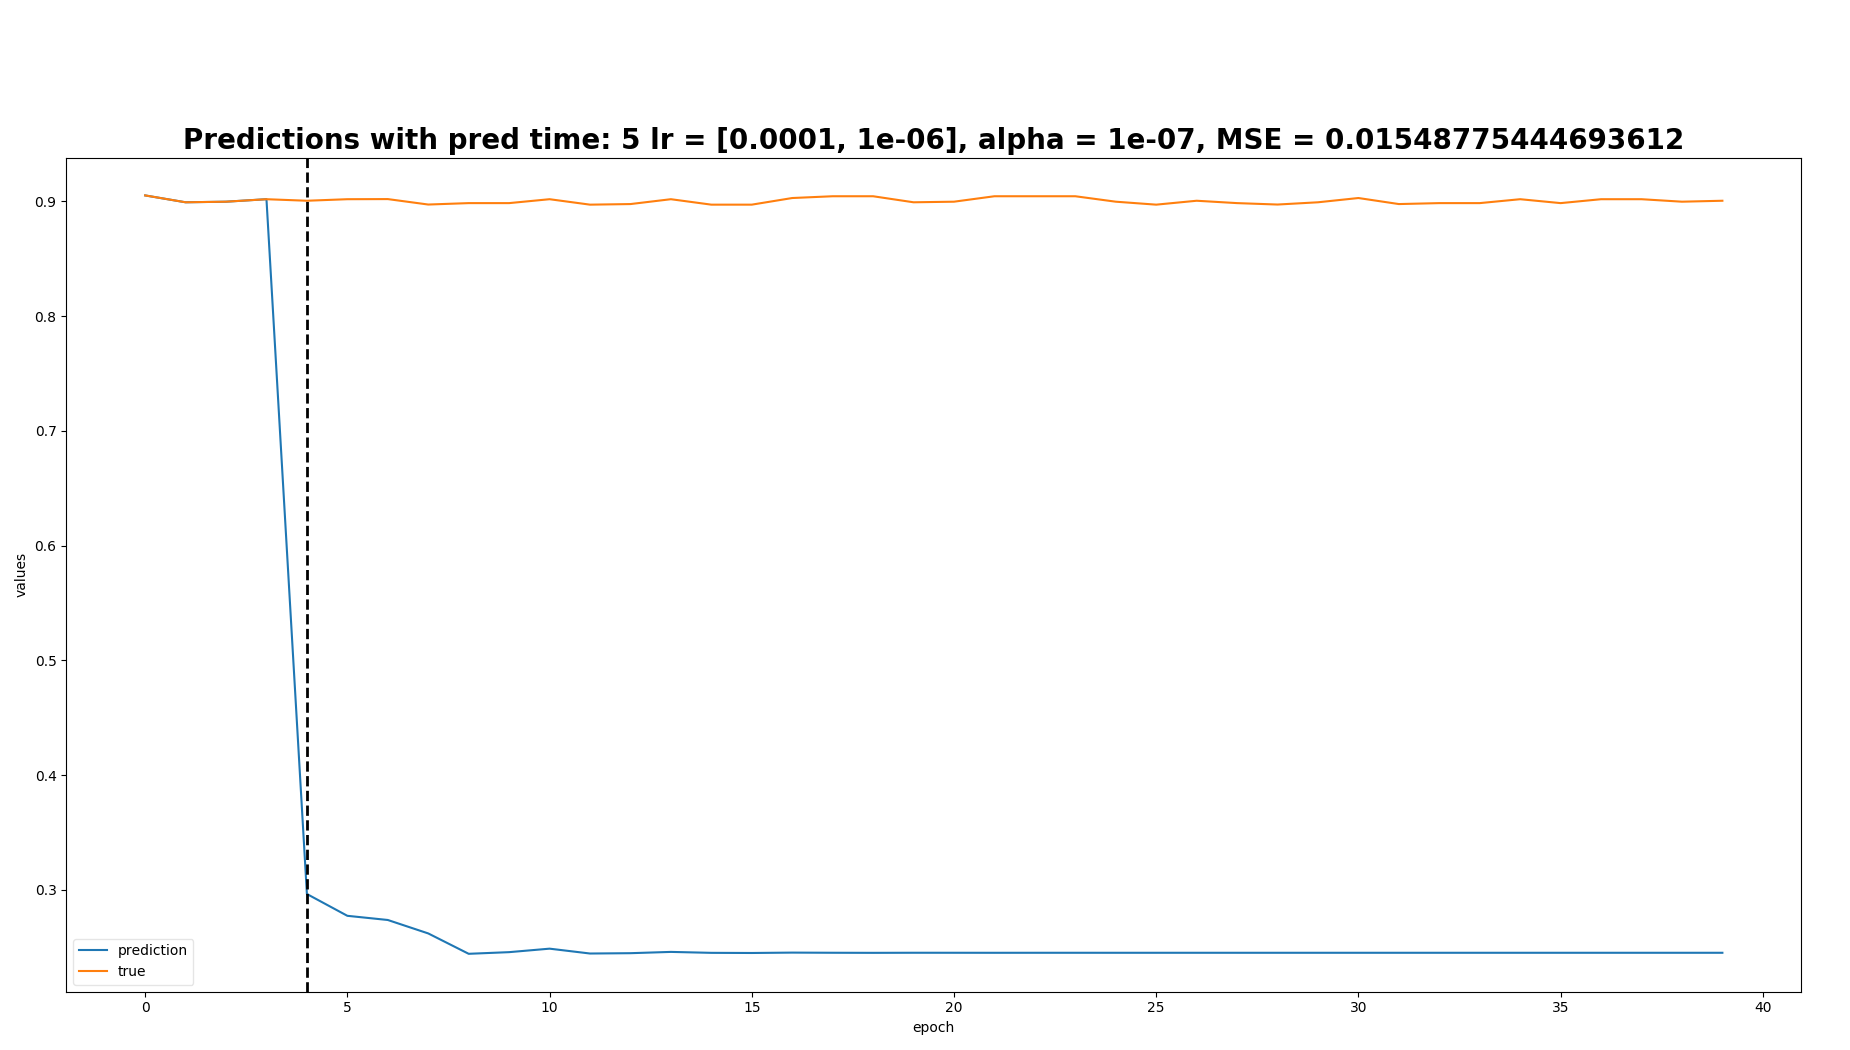 Predictions with pred time: 5 lr = [0.0001, 1e-06], alpha = 1e-07, MSE = 0.01548775444693612
0.9
0.8
0.7
0.6
0.5
0.4
0.3
values
prediction
true
0 5 10 15 20 25 30 35 40
epoch